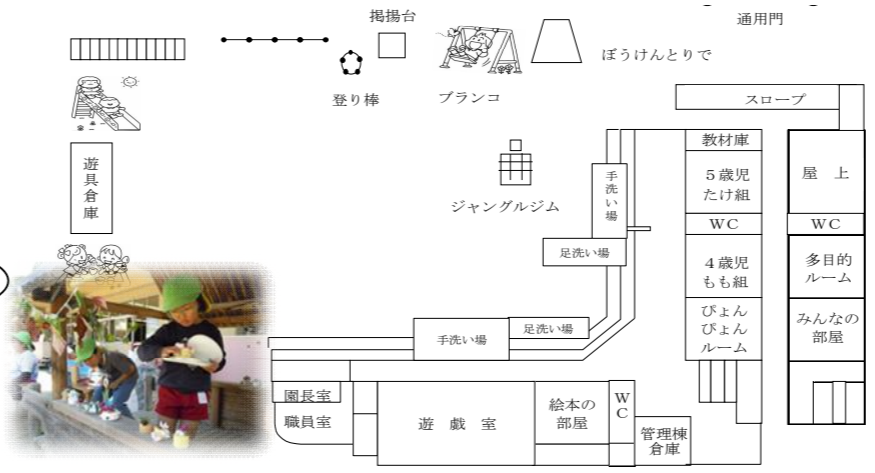 掲揚台
通用門
ぼうけんとりで
登り棒
ブランコ
スロープ
教材庫
遊具倉庫
手洗い場
5歳児
たけ組
屋上
ジャングルジム
WC
WC
足洗い場
4歳児
もも組
多目的
ルーム
ぴょん
ぴょん
ルーム
みんなの
部屋
手洗い場
足洗い場
園長室
職員室
遊戯室
絵本の
部屋
WC
管理棟
倉庫